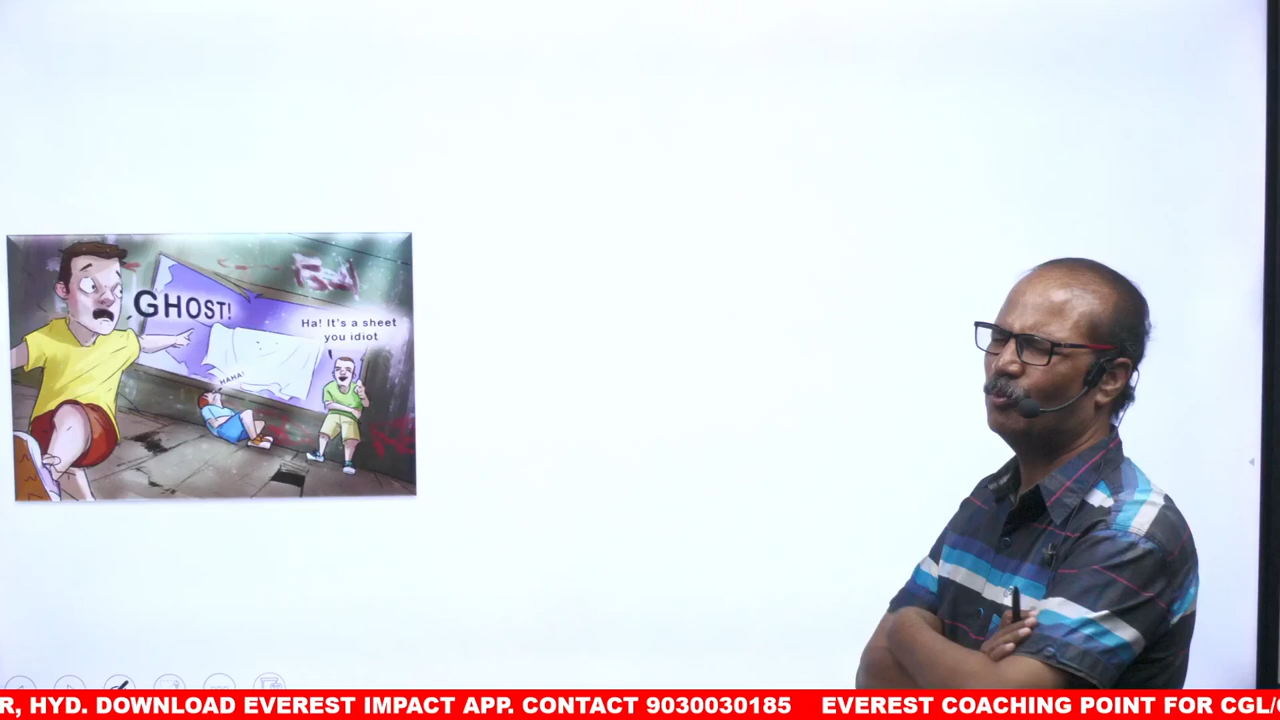 GHOST!
Ha! It's a sheet
you idiot
HAHA!
R, HYD. DOWNLOAD EVEREST IMPACT APP. CONTACT 9030030185 EVEREST COACHING POINT FOR CGL/